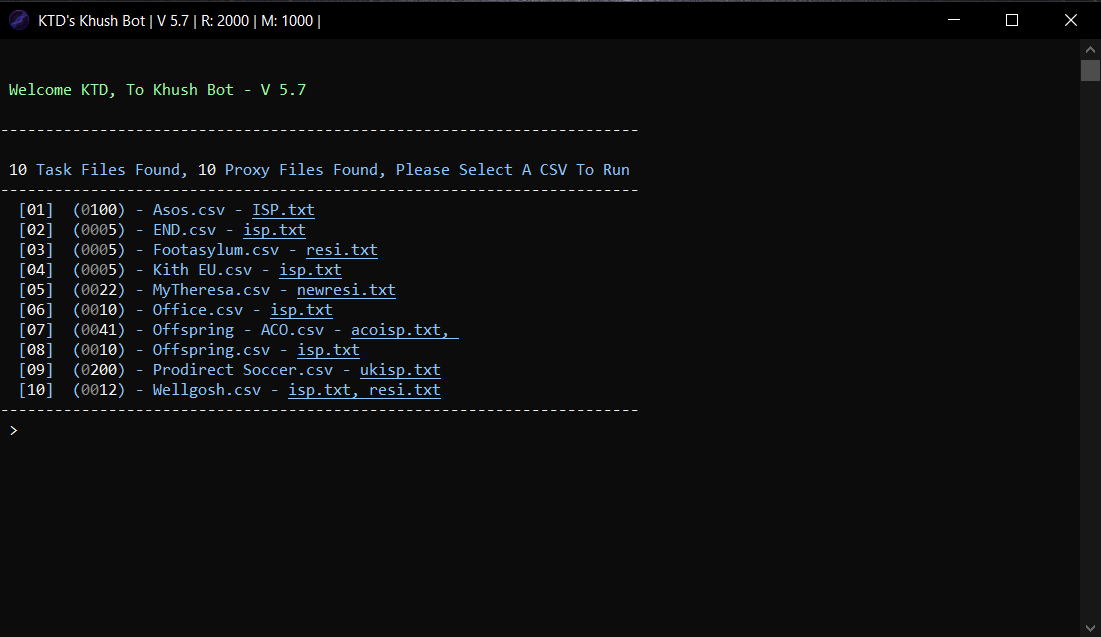 KTD's Khush Bot | V 5.7 | R: 2000 | M: 1000 |
Welcome KTD, To Khush Bot - V 5.7
-----------------------------------------------------------------------
10 Task Files Found, 10 Proxy Files Found, Please Select A CSV To Run
-----------------------------------------------------------------------
[01]  (0100) - Asos.csv - ISP.txt
[02]  (0005) - END.csv - isp.txt
[03]  (0005) - Footasylum.csv - resi.txt
[04]  (0005) - Kith EU.csv - isp.txt
[05]  (0022) - MyTheresa.csv - newresi.txt
[06]  (0010) - Office.csv - isp.txt
[07]  (0041) - Offspring - ACO.csv - acoisp.txt,
[08]  (0010) - Offspring.csv - isp.txt
[09]  (0200) - Prodirect Soccer.csv - ukisp.txt
[10]  (0012) - Wellgosh.csv - isp.txt, resi.txt
-----------------------------------------------------------------------
>